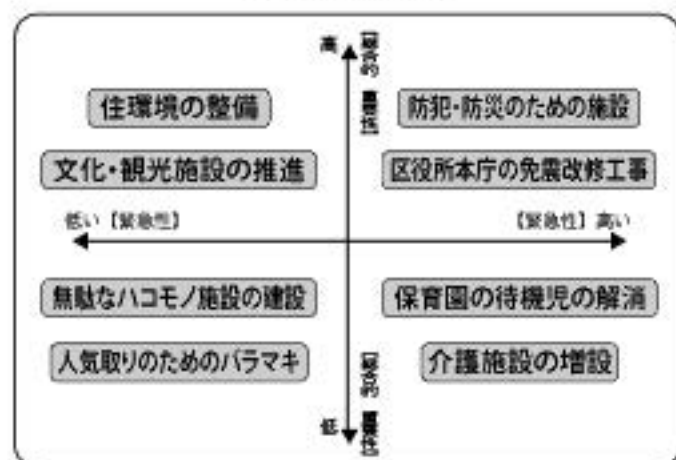 高
住環境の整備
防犯・防災のための施設
文化・観光施設の推進
区役所本庁の免震改修工事
低い【緊急性】
【緊急性】高い
無駄なハコモノ施設の建設
保育園の待機児の解消
人気取りのためのバラマキ
介護施設の増設
低